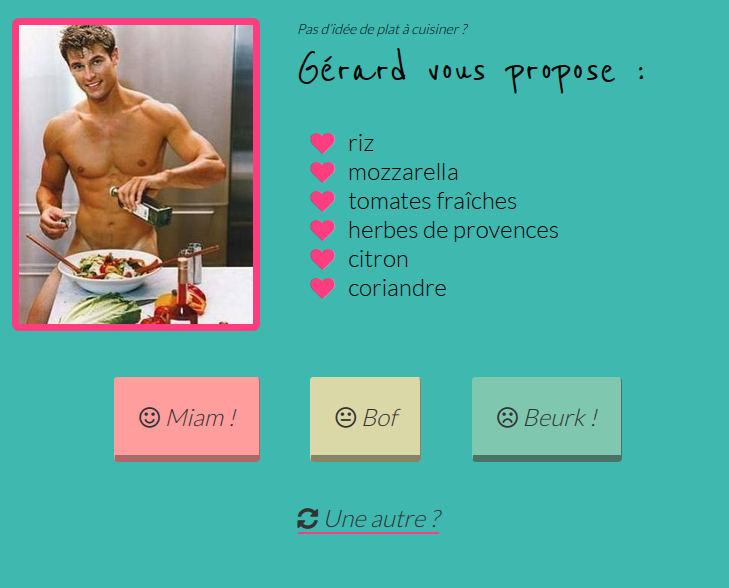 Pas d'idée de plat à cuisiner ?
Gérard vous propose :
riz
mozzarella
tomates fraîches
herbes de provences
citron
coriandre
Miam !
Bof
Beurk !
Une autre ?